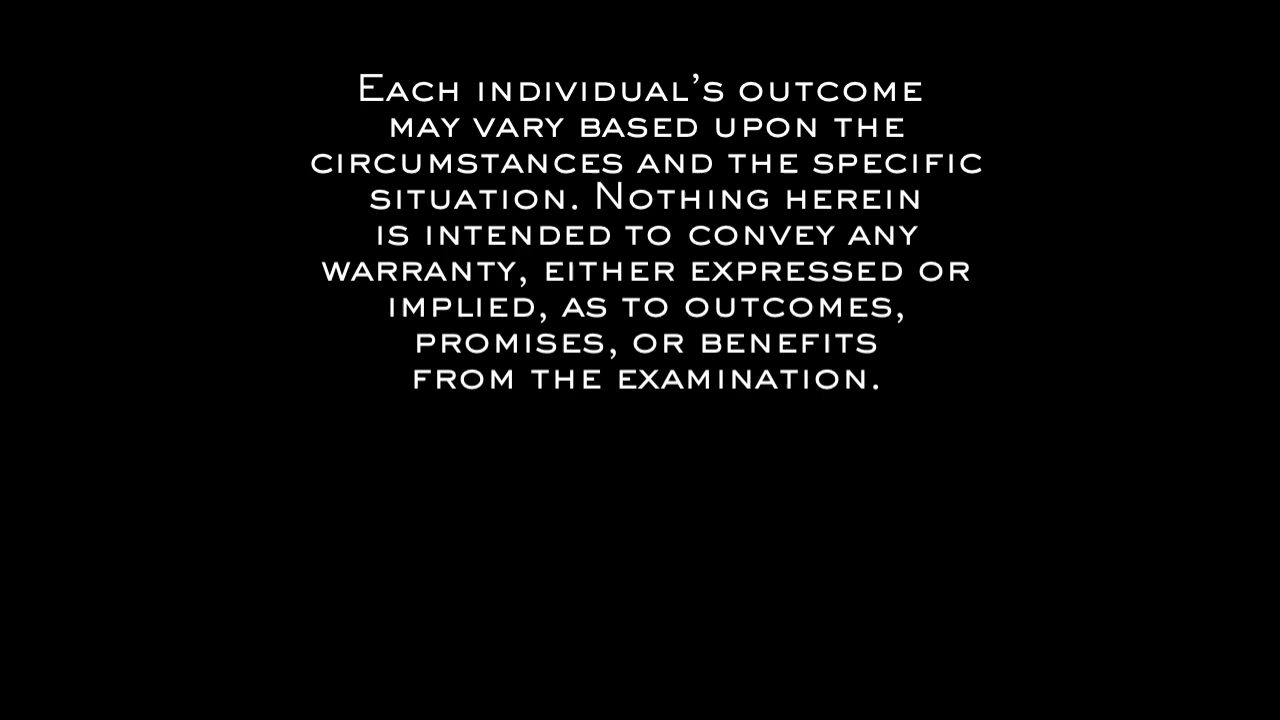 Each individual’s outcome
may vary based upon the
circumstances and the specific
situation. Nothing herein
is intended to convey any
warranty, either expressed or
implied, as to outcomes,
promises, or benefits
from the examination.